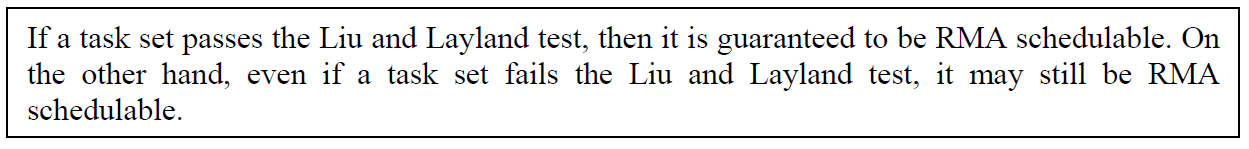 If a task set passes the Liu and Layland test, then it is guaranteed to be RMA schedulable. On
the other hand, even if a task set fails the Liu and Layland test, it may still be RMA
schedulable.